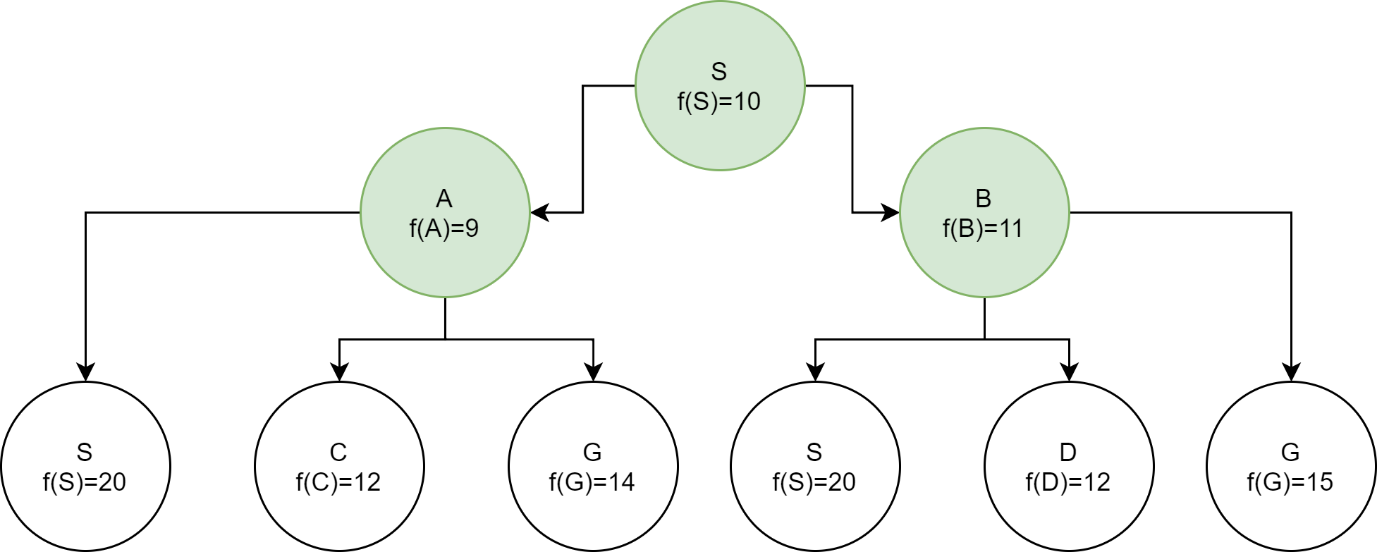 S
f(S)=10
A
f(A)=9
B
f(B)=11
S
f(S)=20
C
f(C)=12
G
f(G)=14
S
f(S)=20
D
f(D)=12
G
f(G)=15